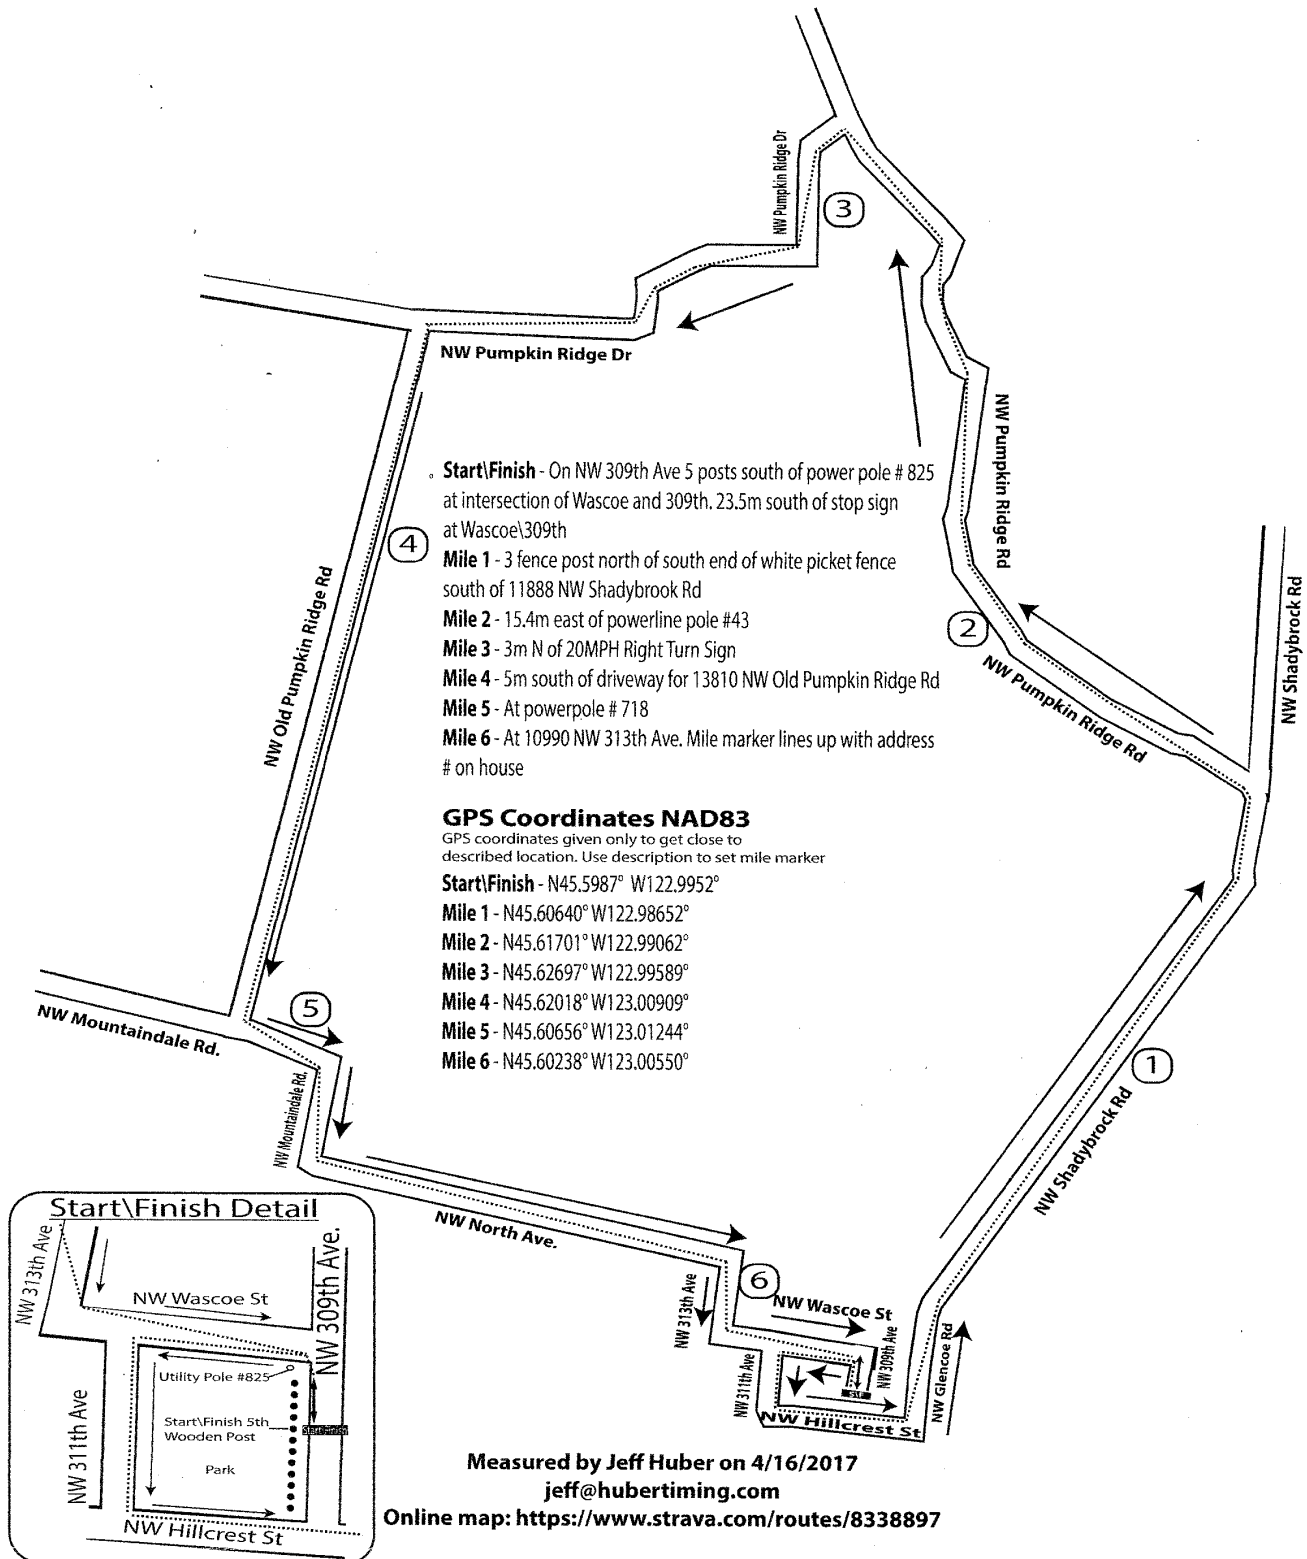 NW Pumpkin Ridge Dr
3
NW Pumpkin Ridge Dr
NW Pumpkin Ridge Rd
Start\Finish - On NW 309th Ave 5 posts south of power pole # 825
at intersection of Wascoe and 309th. 23.5m south of stop sign
at Wascoe\309th
Mile 1 - 3 fence post north of south end of white picket fence
south of 11888 NW Shadybrook Rd
Mile 2 - 15.4m east of powerline pole #43
Mile 3 - 3m N of 20MPH Right Turn Sign
Mile 4 - 5m south of driveway for 13810 NW Old Pumpkin Ridge Rd
Mile 5 - At powerpole # 718
Mile 6 - At 10990 NW 313th Ave. Mile marker lines up with address
# on house
4
NW Old Pumpkin Ridge Rd
2
NW Pumpkin Ridge Rd
NW Shadybrock Rd
GPS Coordinates NAD83
GPS coordinates given only to get close to
described location. Use description to set mile marker
Start\Finish - N45.5987° W122.9952°
Mile 1 - N45.60640° W122.98652°
Mile 2 - N45.61701° W122.99062°
Mile 3 - N45.62697° W122.99589°
Mile 4 - N45.62018° W123.00909°
Mile 5 - N45.60656° W123.01244°
Mile 6 - N45.60238° W123.00550°
5
NW Mountaindale Rd.
NW Mountaindale Rd.
1
NW Shadybrock Rd
NW North Ave.
6
NW 313th Ave
NW Wascoe St
NW 309th Ave
NW 311th Ave
S\F
NW Glencoe Rd
NW Hillcrest St
Start\Finish Detail
NW 313th Ave
NW Wascoe St
NW 309th Ave.
Utility Pole #825
Start\Finish 5th
Wooden Post
Start\Finish
Park
NW 311th Ave
NW Hillcrest St
Measured by Jeff Huber on 4/16/2017
jeff@hubertiming.com
Online map: https://www.strava.com/routes/8338897